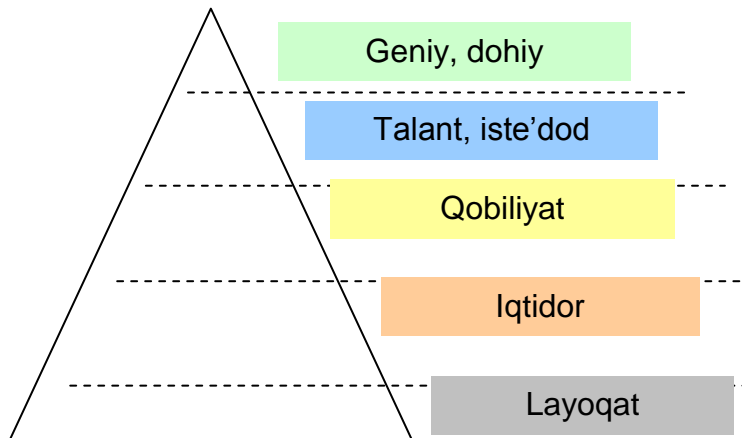 Geniy, dohiy
Talant, iste’dod
Qobiliyat
Iqtidor
Layoqat